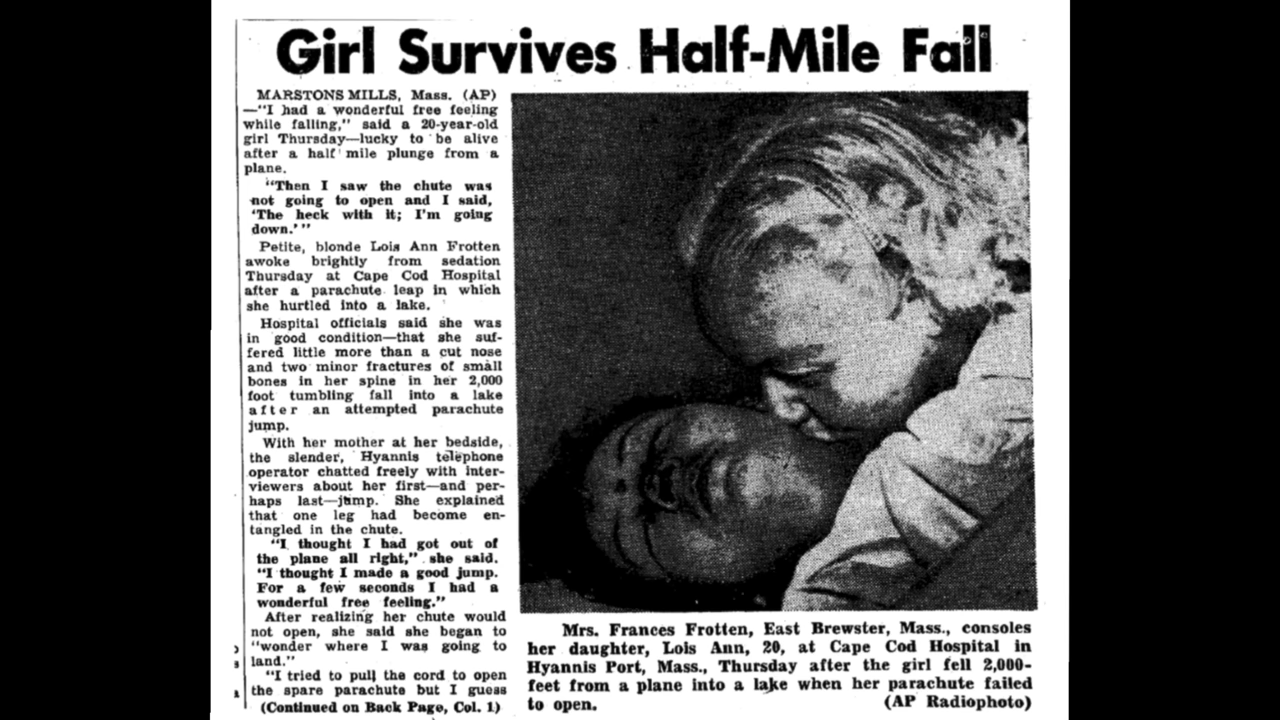 Girl Survives Half-Mile Fall
MARSTONS MILLS, Mass. (AP)
—"I had a wonderful free feeling
while falling," said a 20-year-old
girl Thursday—lucky to be alive
after a half mile plunge from a
plane.
"Then I saw the chute was
not going to open and I said,
'The heck with it; I'm going
down.'"
Petite, blonde Lois Ann Frotten
awoke brightly from sedation
Thursday at Cape Cod Hospital
after a parachute leap in which
she hurtled into a lake.
Hospital officials said she was
in good condition—that she suf-
fered little more than a cut nose
and two minor fractures of small
bones in her spine in her 2,000
foot tumbling fall into a lake
after an attempted parachute
jump.
With her mother at her bedside,
the slender, Hyannis telephone
operator chatted freely with inter-
viewers about her first—and per-
haps last—jump. She explained
that one leg had become en-
tangled in the chute.
"I thought I had got out of
the plane all right," she said.
"I thought I made a good jump.
For a few seconds I had a
wonderful free feeling."
After realizing her chute would
not open, she said she began to
"wonder where I was going to
land."
"I tried to pull the cord to open
the spare parachute but I guess
(Continued on Back Page, Col. 1)
Mrs. Frances Frotten, East Brewster, Mass., consoles
her daughter, Lois Ann, 20, at Cape Cod Hospital in
Hyannis Port, Mass., Thursday after the girl fell 2,000-
feet from a plane into a lake when her parachute failed
to open. (AP Radiophoto)